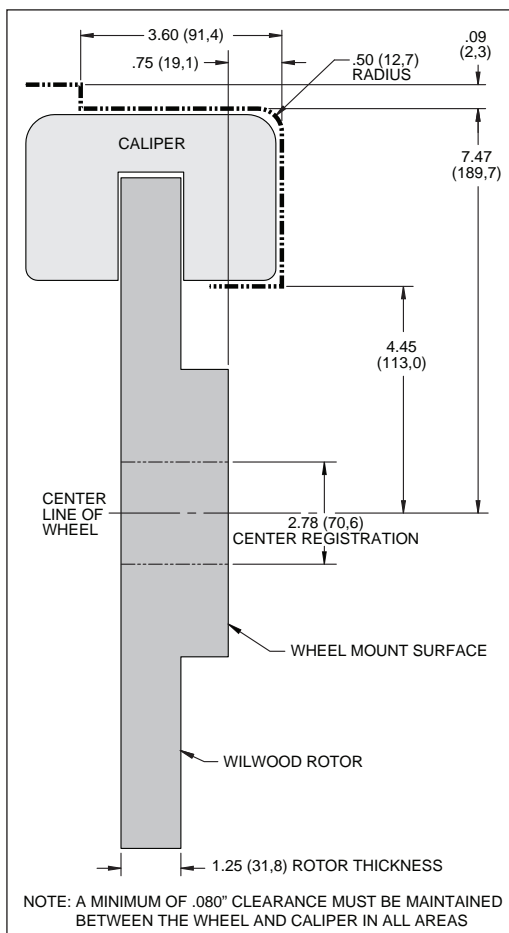 3.60 (91,4)
.09
(2,3)
.75 (19,1)
.50 (12,7)
RADIUS
CALIPER
7.47
(189,7)
4.45
(113,0)
CENTER
LINE OF
WHEEL
2.78 (70,6)
CENTER REGISTRATION
WHEEL MOUNT SURFACE
WILWOOD ROTOR
1.25 (31,8) ROTOR THICKNESS
NOTE: A MINIMUM OF .080" CLEARANCE MUST BE MAINTAINED
BETWEEN THE WHEEL AND CALIPER IN ALL AREAS